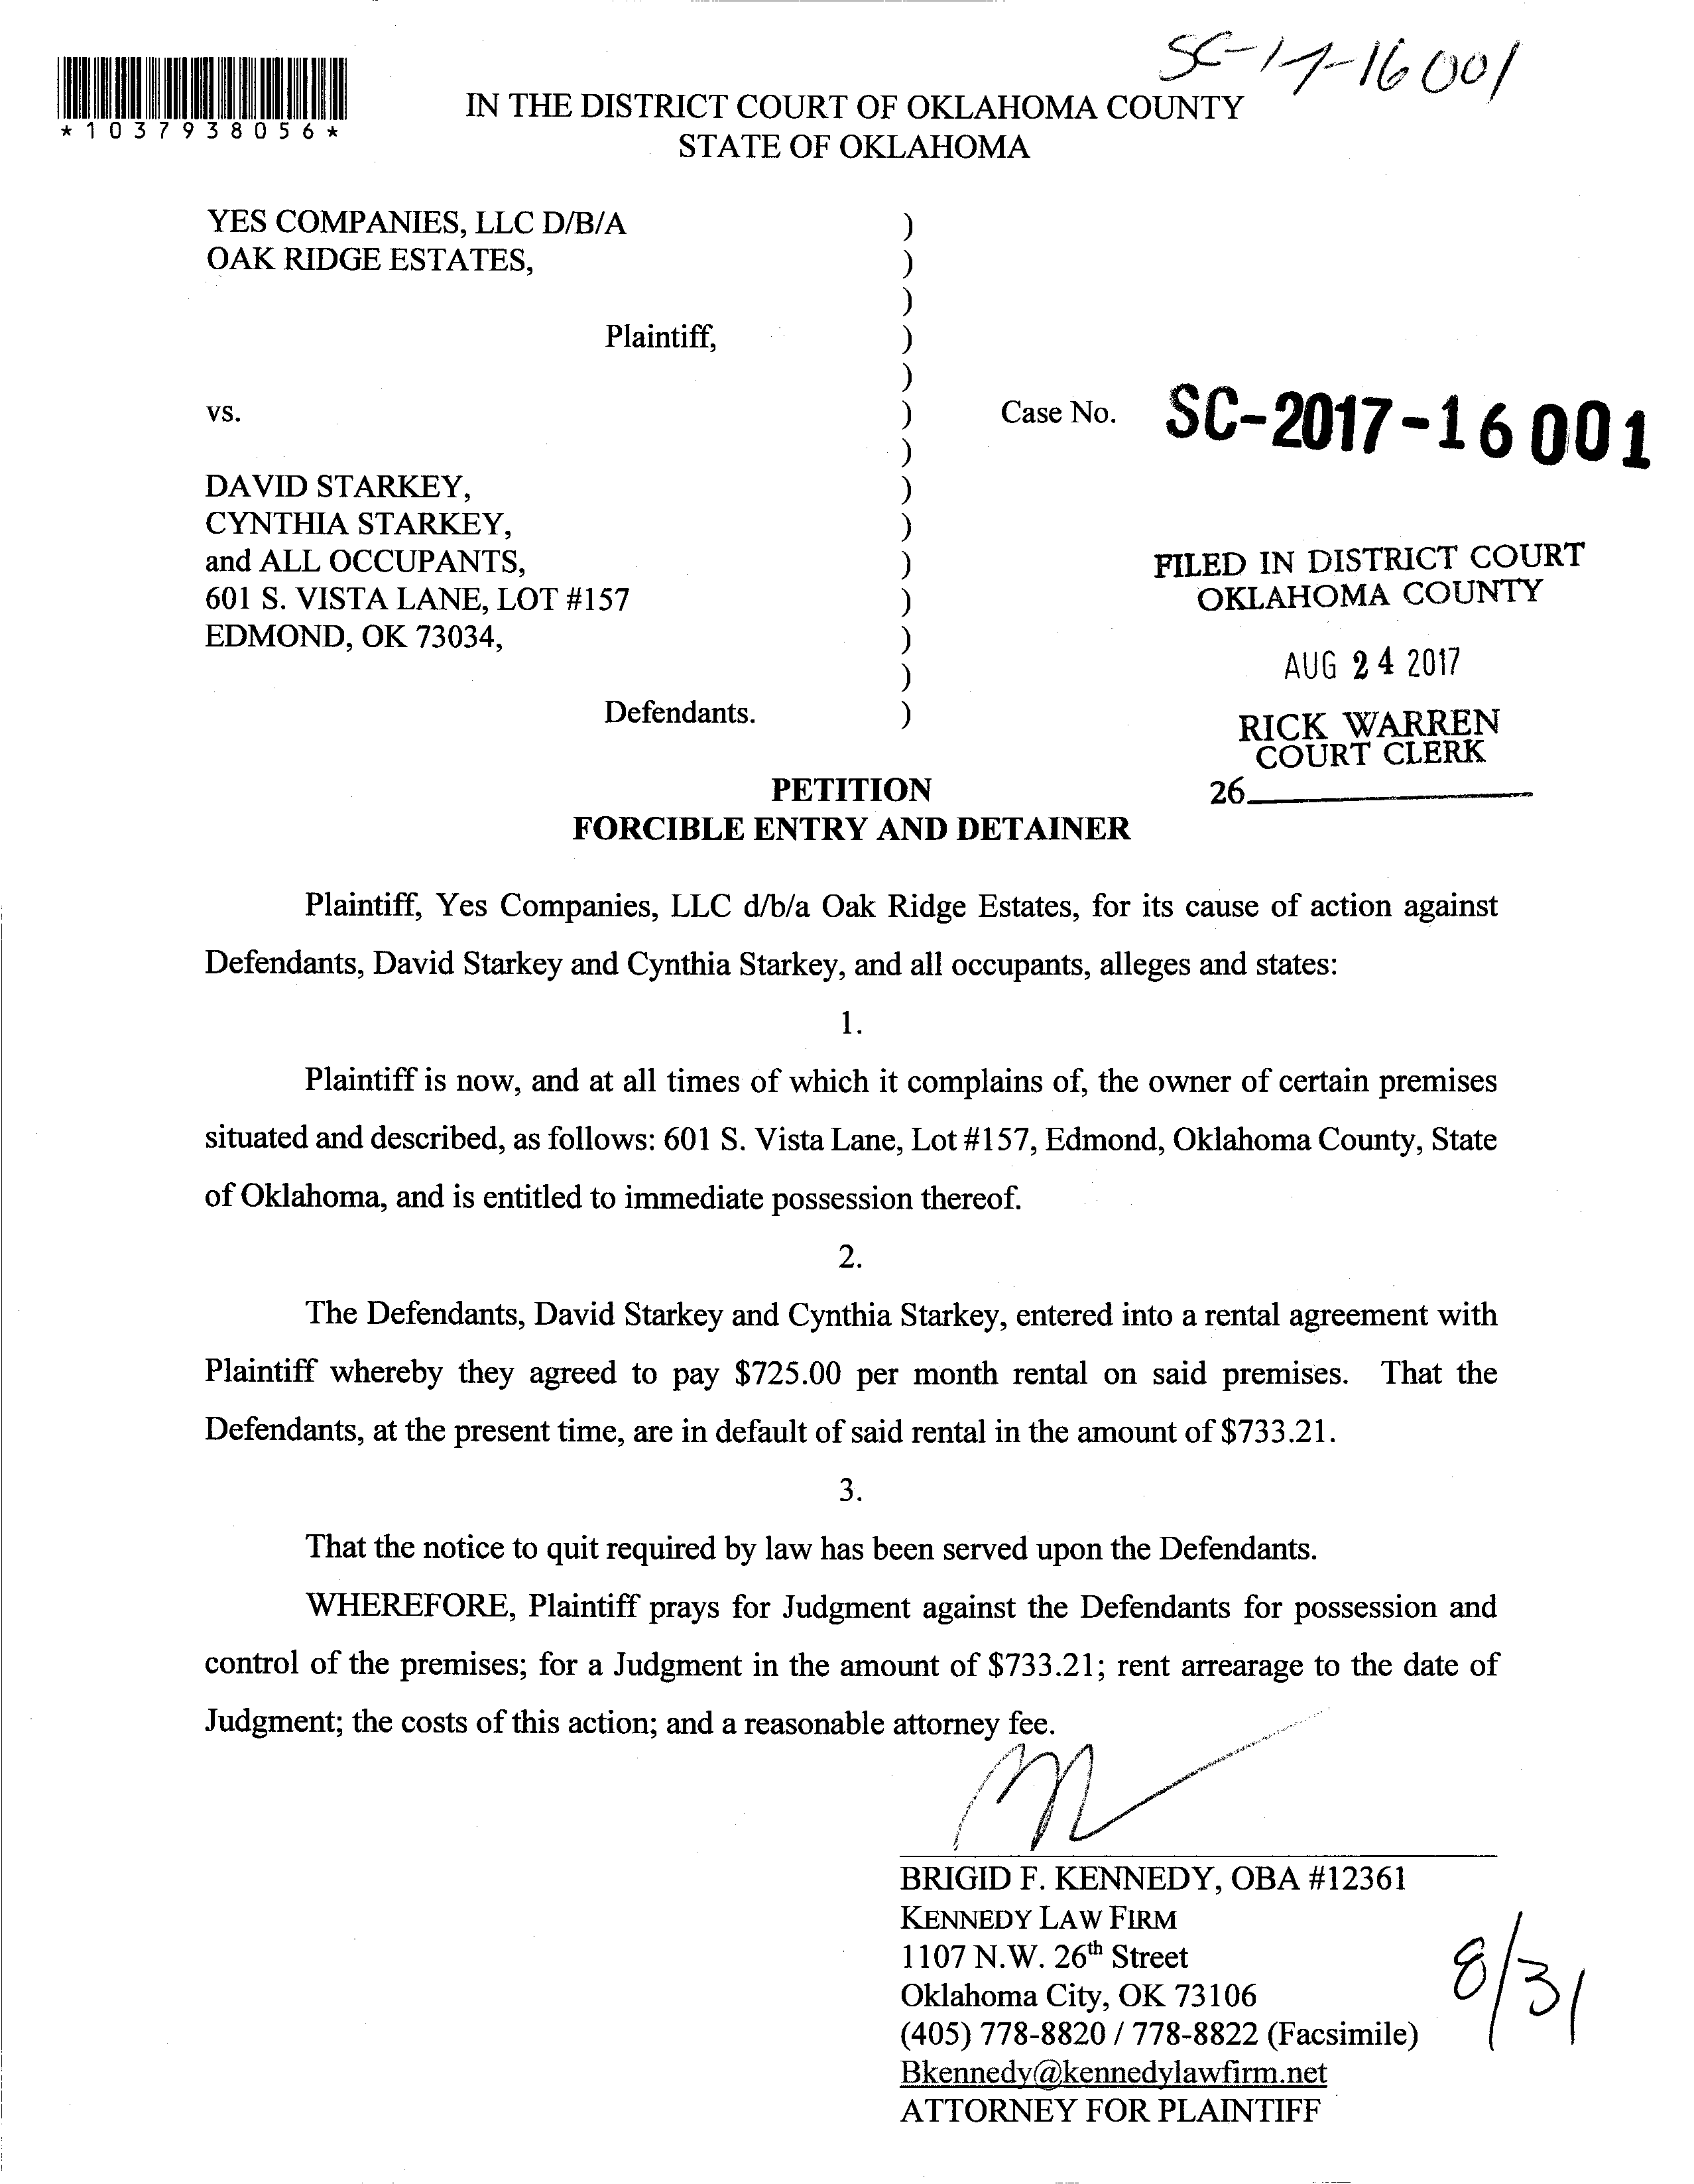 SC-17-16001
*1037938056*
IN THE DISTRICT COURT OF OKLAHOMA COUNTY
STATE OF OKLAHOMA
YES COMPANIES, LLC D/B/A )
OAK RIDGE ESTATES, )
)
Plaintiff, )
)
vs. ) Case No. SC-2017-16001
)
DAVID STARKEY, )
CYNTHIA STARKEY, )
and ALL OCCUPANTS, )
601 S. VISTA LANE, LOT #157 )
EDMOND, OK 73034, )
)
Defendants. )
FILED IN DISTRICT COURT
OKLAHOMA COUNTY
AUG 24 2017
RICK WARREN
COURT CLERK
26
PETITION
FORCIBLE ENTRY AND DETAINER
Plaintiff, Yes Companies, LLC d/b/a Oak Ridge Estates, for its cause of action against
Defendants, David Starkey and Cynthia Starkey, and all occupants, alleges and states:
1.
Plaintiff is now, and at all times of which it complains of, the owner of certain premises
situated and described, as follows: 601 S. Vista Lane, Lot #157, Edmond, Oklahoma County, State
of Oklahoma, and is entitled to immediate possession thereof.
2.
The Defendants, David Starkey and Cynthia Starkey, entered into a rental agreement with
Plaintiff whereby they agreed to pay $725.00 per month rental on said premises. That the
Defendants, at the present time, are in default of said rental in the amount of $733.21.
3.
That the notice to quit required by law has been served upon the Defendants.
WHEREFORE, Plaintiff prays for Judgment against the Defendants for possession and
control of the premises; for a Judgment in the amount of $733.21; rent arrearage to the date of
Judgment; the costs of this action; and a reasonable attorney fee.
BRIGID F. KENNEDY, OBA #12361
KENNEDY LAW FIRM
1107 N.W. 26th Street
Oklahoma City, OK 73106
(405) 778-8820 / 778-8822 (Facsimile)
Bkennedy@kennedylawfirm.net
ATTORNEY FOR PLAINTIFF
8/31